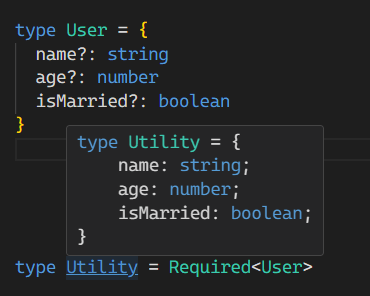 type User = {
  name?: string
  age?: number
  isMarried?: boolean
}
type Utility = {
    name: string;
    age: number;
    isMarried: boolean;
}
type Utility = Required<User>